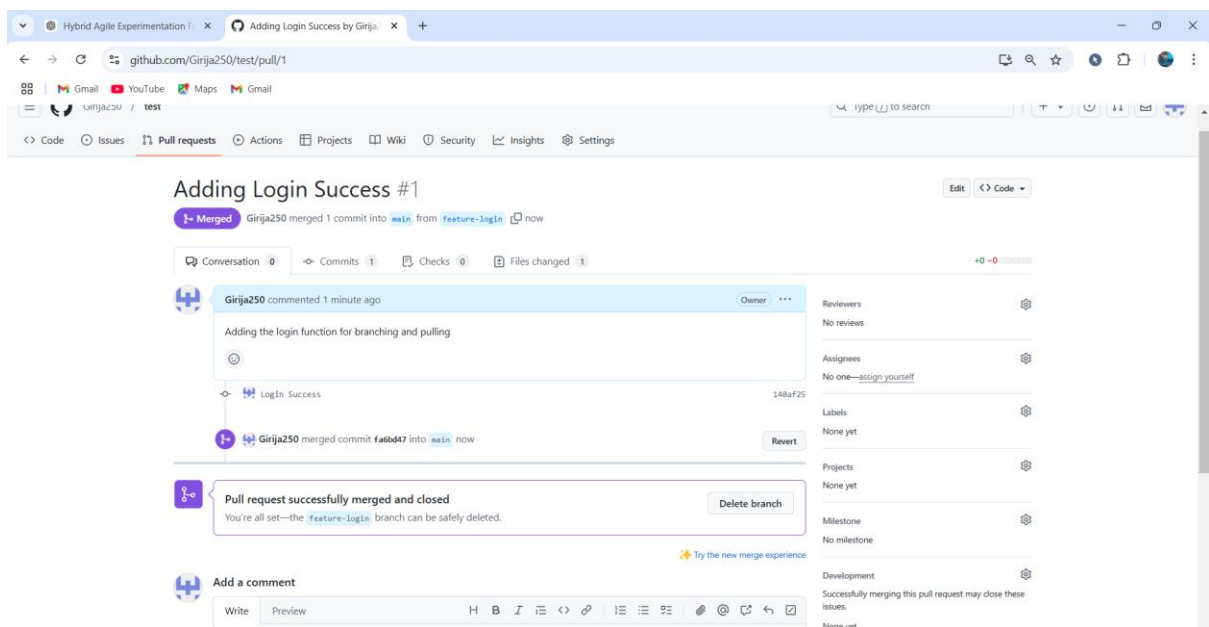 Hybrid Agile Experimentation F
Adding Login Success by Girija2
github.com/Girija250/test/pull/1
Gmail YouTube Maps Gmail
Girija250 / test
Type / to search
Code Issues Pull requests Actions Projects Wiki Security Insights Settings
Adding Login Success #1
Edit <> Code
Merged Girija250 merged 1 commit into main from feature-login now
Conversation 0 Commits 1 Checks 0 Files changed 1
+0 −0
Girija250 commented 1 minute ago
Owner
Adding the login function for branching and pulling
Login Success
140af25
Girija250 merged commit fa6bd47 into main now
Revert
Pull request successfully merged and closed
You're all set—the feature-login branch can be safely deleted.
Delete branch
Try the new merge experience
Add a comment
Write Preview
H B I
Reviewers
No reviews
Assignees
No one—assign yourself
Labels
None yet
Projects
None yet
Milestone
No milestone
Development
Successfully merging this pull request may close these
issues.
None yet